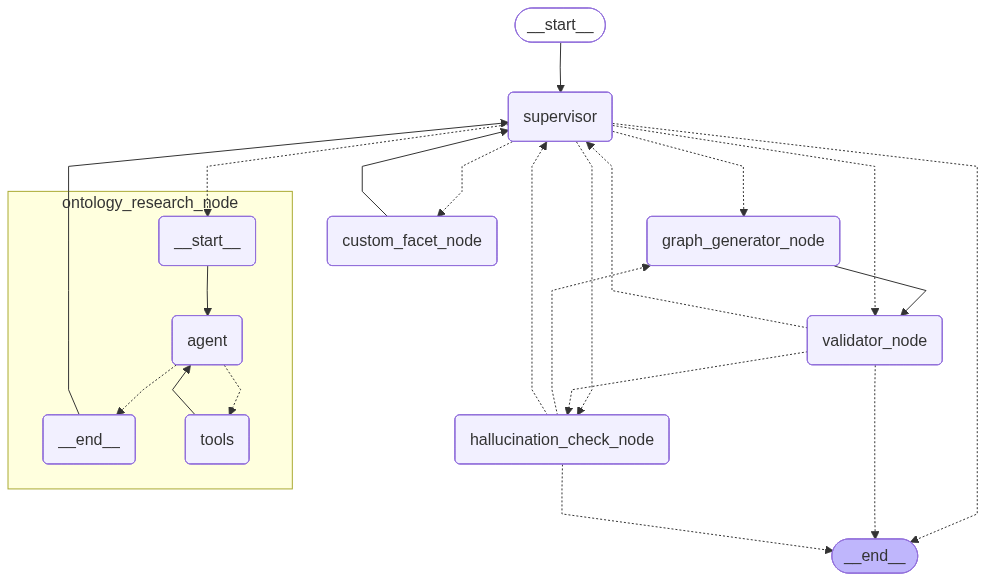 __start__
supervisor
ontology_research_node
__start__
custom_facet_node
graph_generator_node
agent
validator_node
__end__
tools
hallucination_check_node
__end__